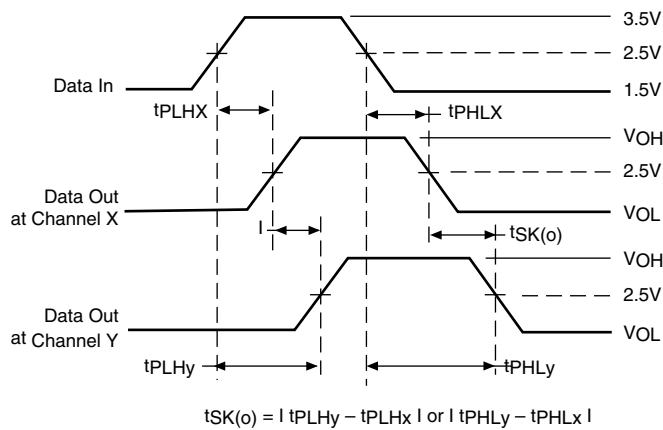 3.5V
2.5V
Data In
1.5V
tPLHX
tPHLX
VOH
2.5V
Data Out
at Channel X
VOL
I
tSK(o)
VOH
2.5V
Data Out
at Channel Y
VOL
tPLHy
tPHLy
tSK(o) = I tPLHy – tPLHx I or I tPHLy – tPHLx I